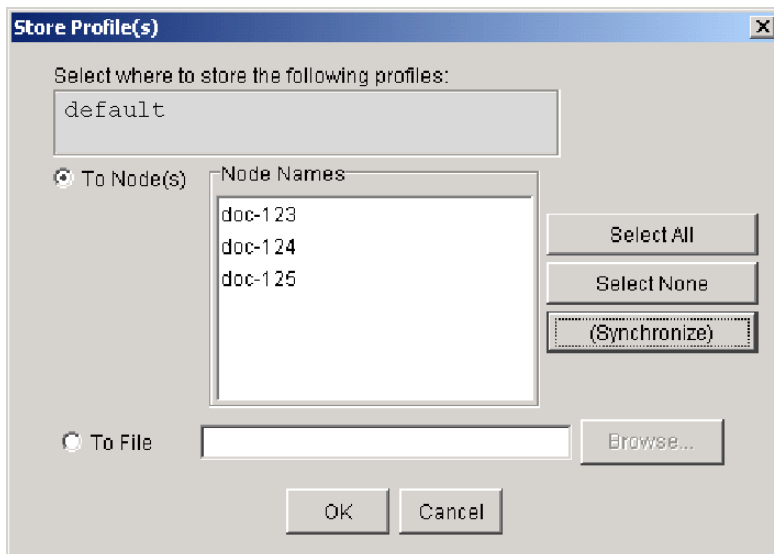 Store Profile(s)
Select where to store the following profiles:
default
To Node(s)
Node Names
doc-123
doc-124
doc-125
Select All
Select None
(Synchronize)
To File
Browse...
OK
Cancel